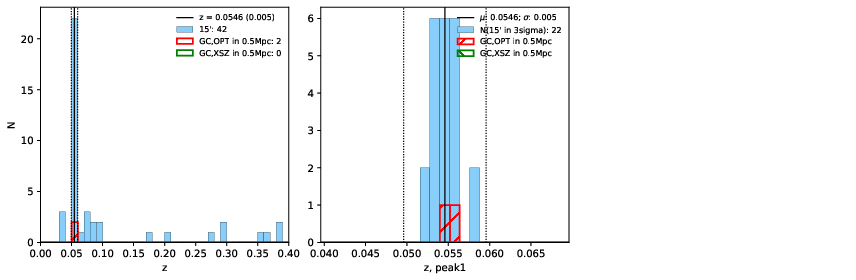 z = 0.0546 (0.005)
15': 42
GC,OPT in 0.5Mpc: 2
GC,XSZ in 0.5Mpc: 0
20
15
10
5
0
N
0.00 0.05 0.10 0.15 0.20 0.25 0.30 0.35 0.40
z
μ: 0.0546; σ: 0.005
N(15' in 3sigma): 22
GC,OPT in 0.5Mpc
GC,XSZ in 0.5Mpc
6
5
4
3
2
1
0
0.040 0.045 0.050 0.055 0.060 0.065
z, peak1